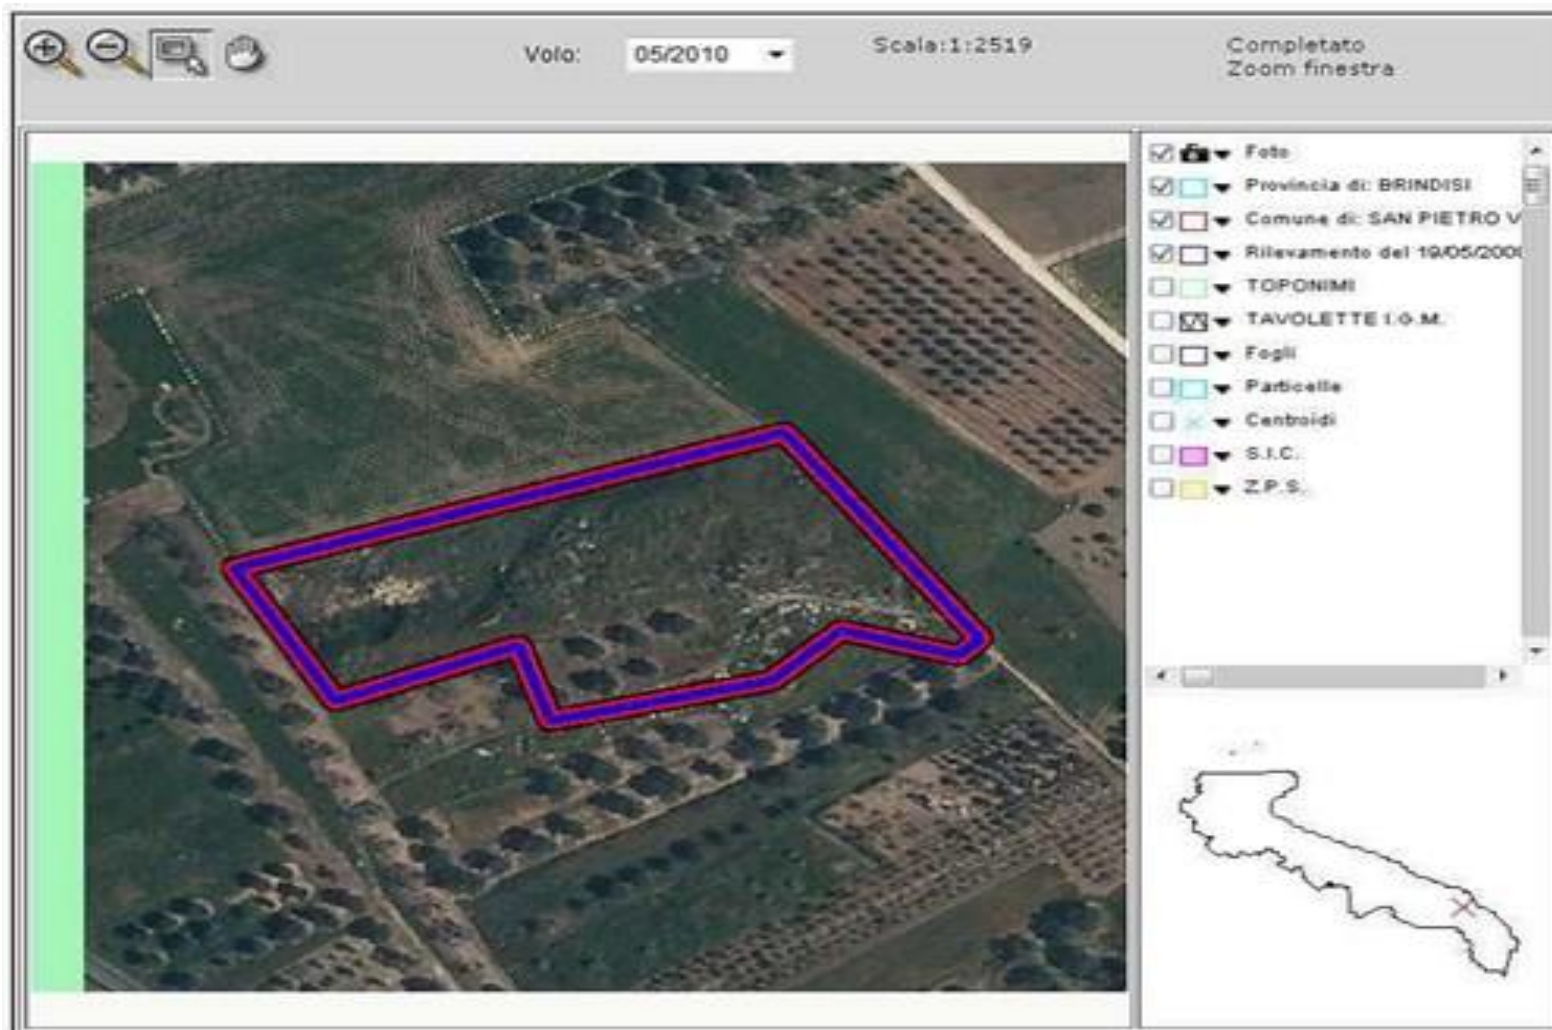 Volo:
05/2010
Scala:1:2519
Completato
Zoom finestra
Foto
Provincia di: BRINDISI
Comune di: SAN PIETRO V
Rilevamento del 19/05/200
TOPONIMI
TAVOLETTE I.G.M.
Fogli
Particelle
Centroidi
S.I.C.
Z.P.S.